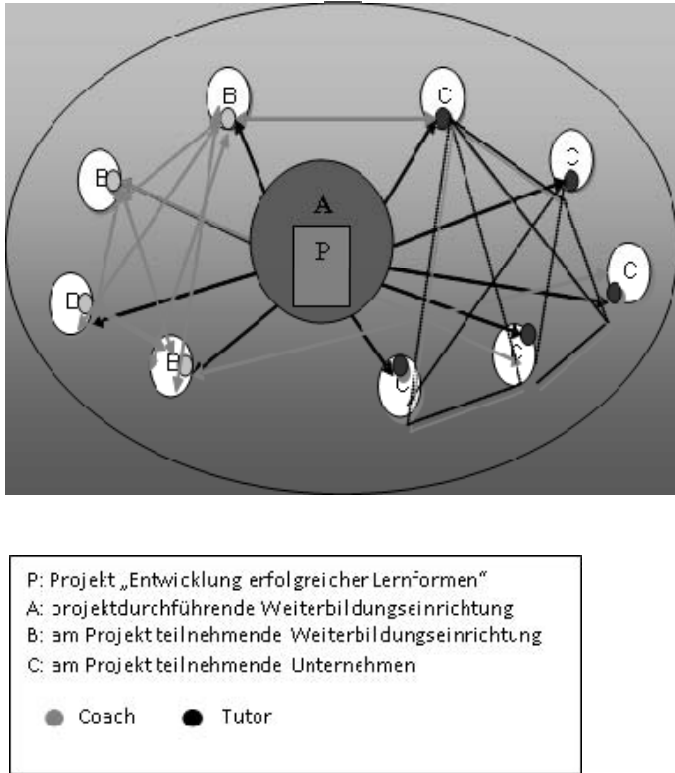 B
C
B
C
A
P
B
C
B
C
C
P: Projekt „Entwicklung erfolgreicher Lernformen“
A: projektdurchführende Weiterbildungseinrichtung
B: am Projekt teilnehmende Weiterbildungseinrichtung
C: am Projekt teilnehmende Unternehmen
Coach
Tutor